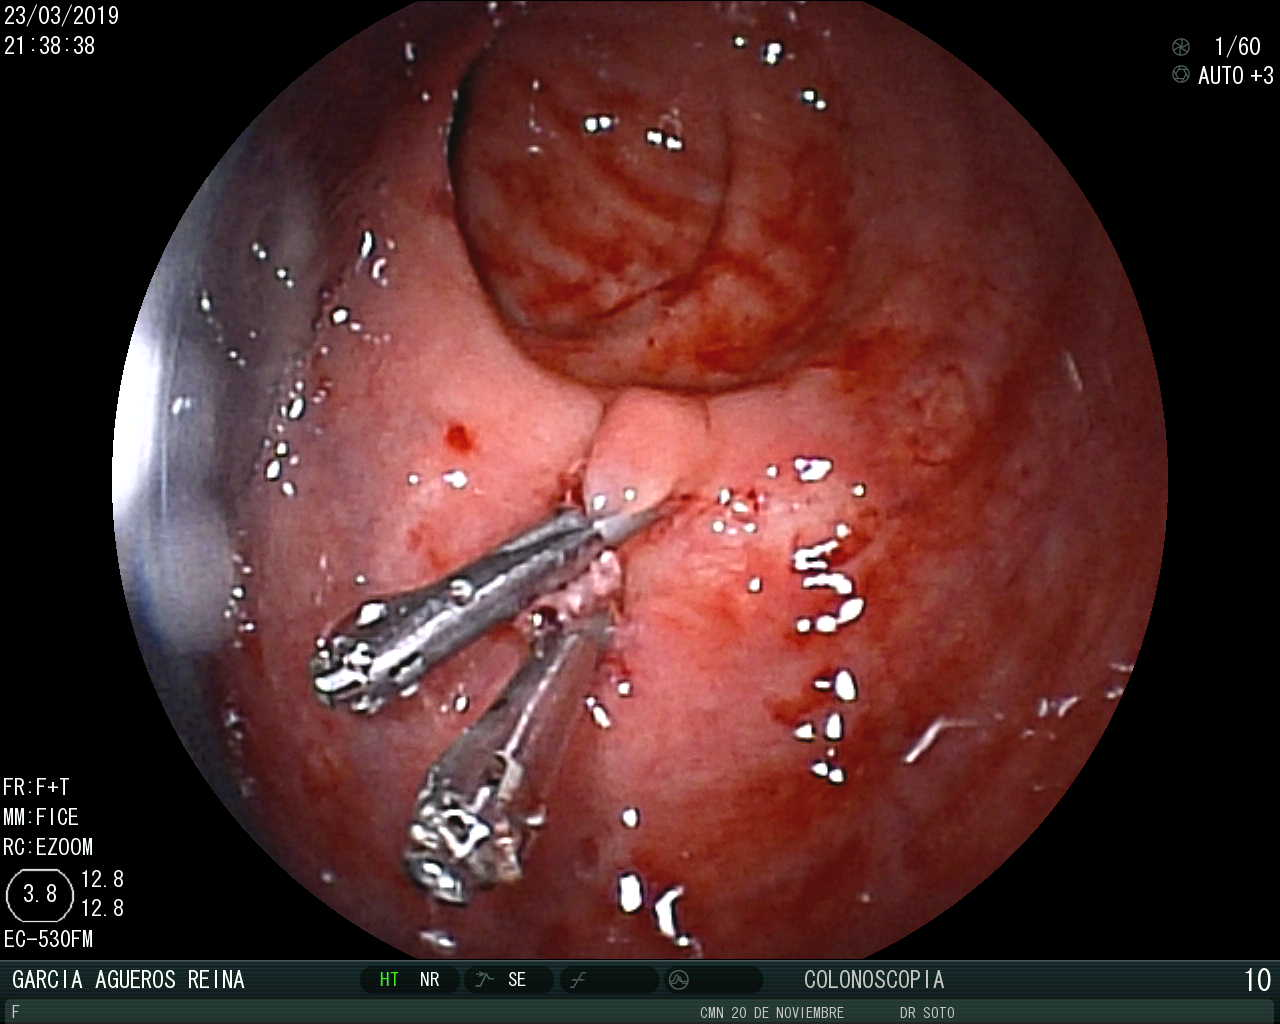 23/03/2019
21:38:38
1/60
AUTO +3
FR:F+T
MM:FICE
RC:EZOOM
3.8 12.8
12.8
EC-530FM
GARCIA AGUEROS REINA HT NR SE COLONOSCOPIA 10
F CMN 20 DE NOVIEMBRE DR SOTO